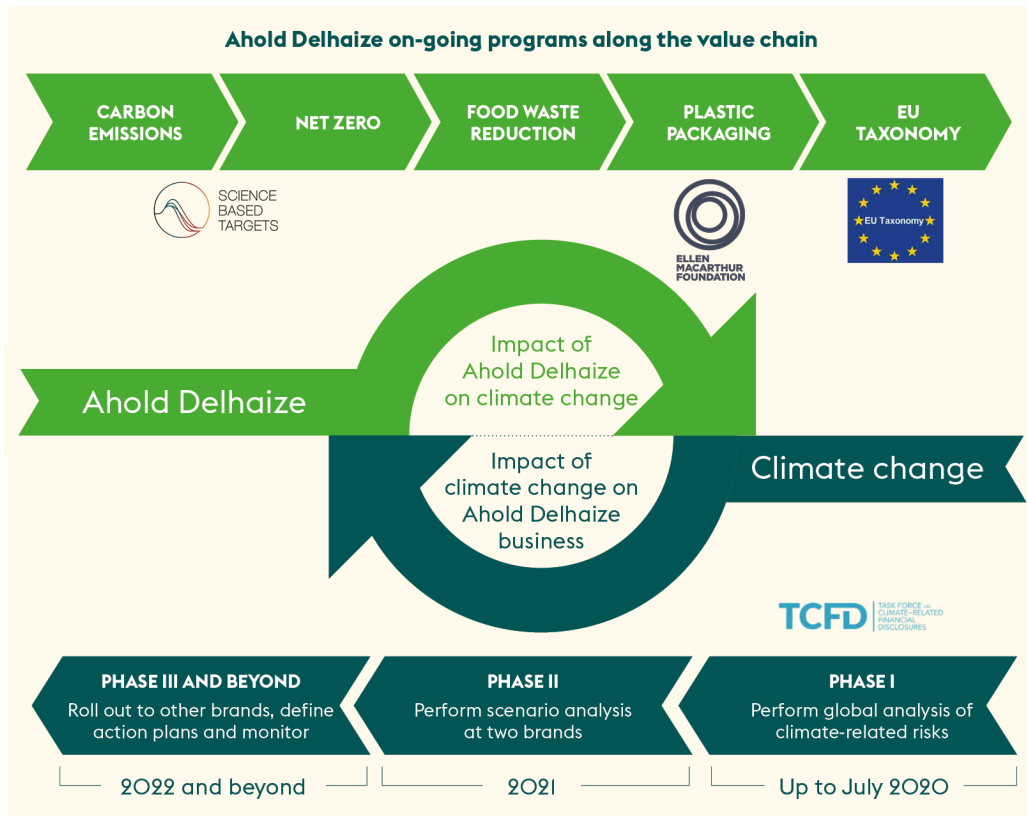 Ahold Delhaize on-going programs along the value chain
CARBON
EMISSIONS
NET ZERO
FOOD WASTE
REDUCTION
PLASTIC
PACKAGING
EU
TAXONOMY
SCIENCE
BASED
TARGETS
ELLEN
MACARTHUR
FOUNDATION
EU Taxonomy
Impact of
Ahold Delhaize
on climate change
Ahold Delhaize
Impact of
climate change on
Ahold Delhaize
business
Climate change
TCFD
TASK FORCE ON
CLIMATE-RELATED
FINANCIAL
DISCLOSURES
PHASE III AND BEYOND
Roll out to other brands, define
action plans and monitor
PHASE II
Perform scenario analysis
at two brands
PHASE I
Perform global analysis of
climate-related risks
2022 and beyond
2021
Up to July 2020